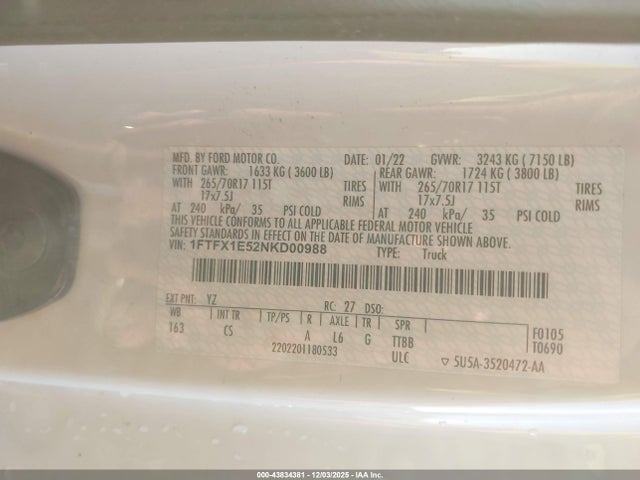 MFD. BY FORD MOTOR CO. DATE: 01/22 GVWR: 3243 KG ( 7150 LB)
FRONT GAWR: 1633 KG ( 3600 LB) REAR GAWR: 1724 KG ( 3800 LB)
WITH 265/70R17 115T TIRES WITH 265/70R17 115T TIRES
17x7.5J RIMS 17x7.5J RIMS
AT 240 kPa/ 35 PSI COLD AT 240 kPa/ 35 PSI COLD
THIS VEHICLE CONFORMS TO ALL APPLICABLE FEDERAL MOTOR VEHICLE
SAFETY STANDARDS IN EFFECT ON THE DATE OF MANUFACTURE SHOWN ABOVE.
VIN: 1FTFX1E52NKD00988 TYPE: Truck
EXT PNT: YZ RC: 27 DSO:
WB INT TR TP/PS R AXLE TR SPR F0105
163 CS A L6 G TTBB T0690
2202201180533 ULC ▽ 5U5A-3520472-AA
000-43834381 | 12/03/2025 | IAA Inc.